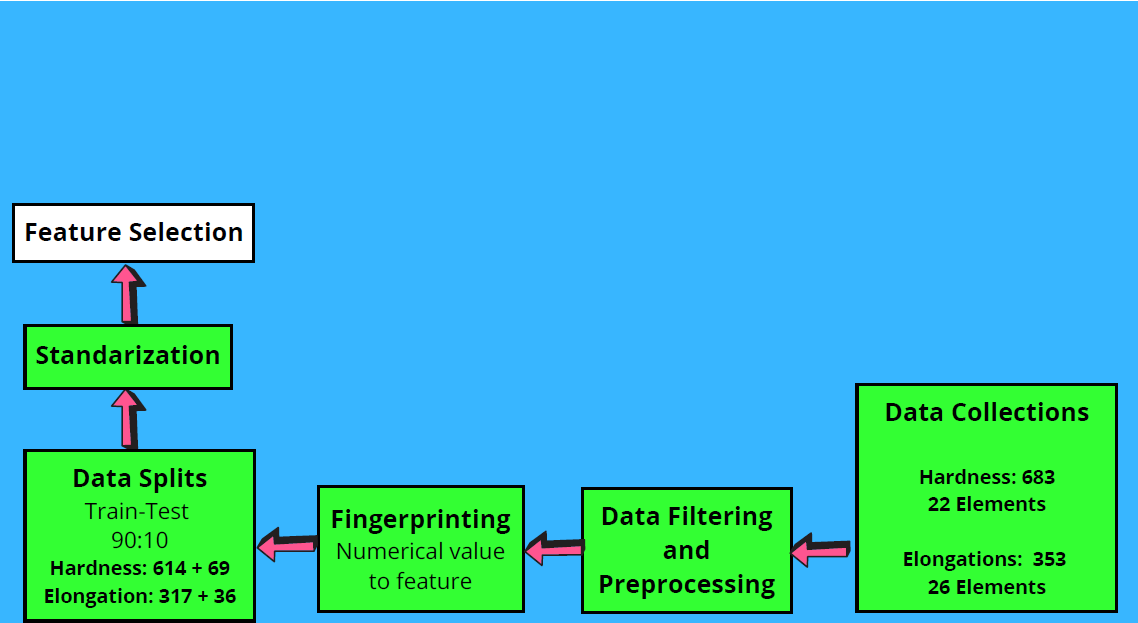 Feature Selection
Standarization
Data Splits
Train-Test
90:10
Hardness: 614 + 69
Elongation: 317 + 36
Fingerprinting
Numerical value
to feature
Data Filtering
and
Preprocessing
Data Collections
Hardness: 683
22 Elements
Elongations: 353
26 Elements